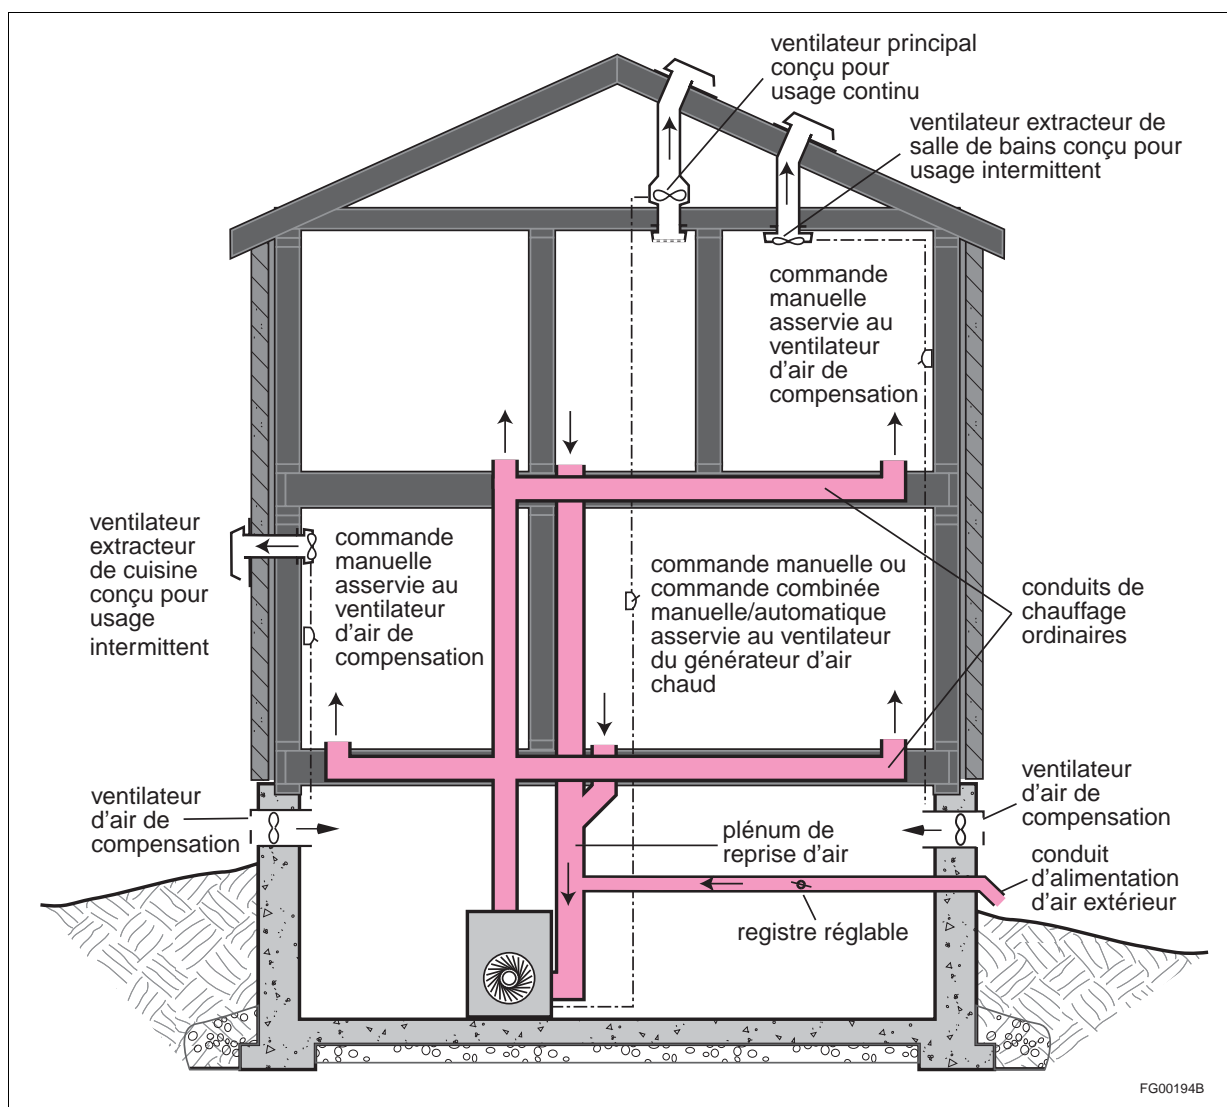 ventilateur principal
conçu pour
usage continu
ventilateur extracteur de
salle de bains conçu pour
usage intermittent
commande
manuelle
asservie au
ventilateur
d'air de
compensation
ventilateur
extracteur
de cuisine
conçu pour
usage
intermittent
commande
manuelle
asservie au
ventilateur
d'air de
compensation
commande manuelle ou
commande combinée
manuelle/automatique
asservie au ventilateur
du générateur d'air
chaud
conduits de
chauffage
ordinaires
ventilateur
d'air de
compensation
plénum de
reprise d'air
ventilateur
d'air de
compensation
conduit
d'alimentation
d'air extérieur
registre réglable
FG00194B